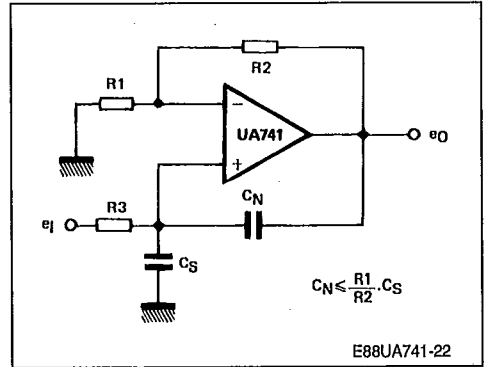 R2
R1
−
UA741
+
CN
eI
R3
eO
CS
CN ≤ R1/R2 . CS
E88UA741-22